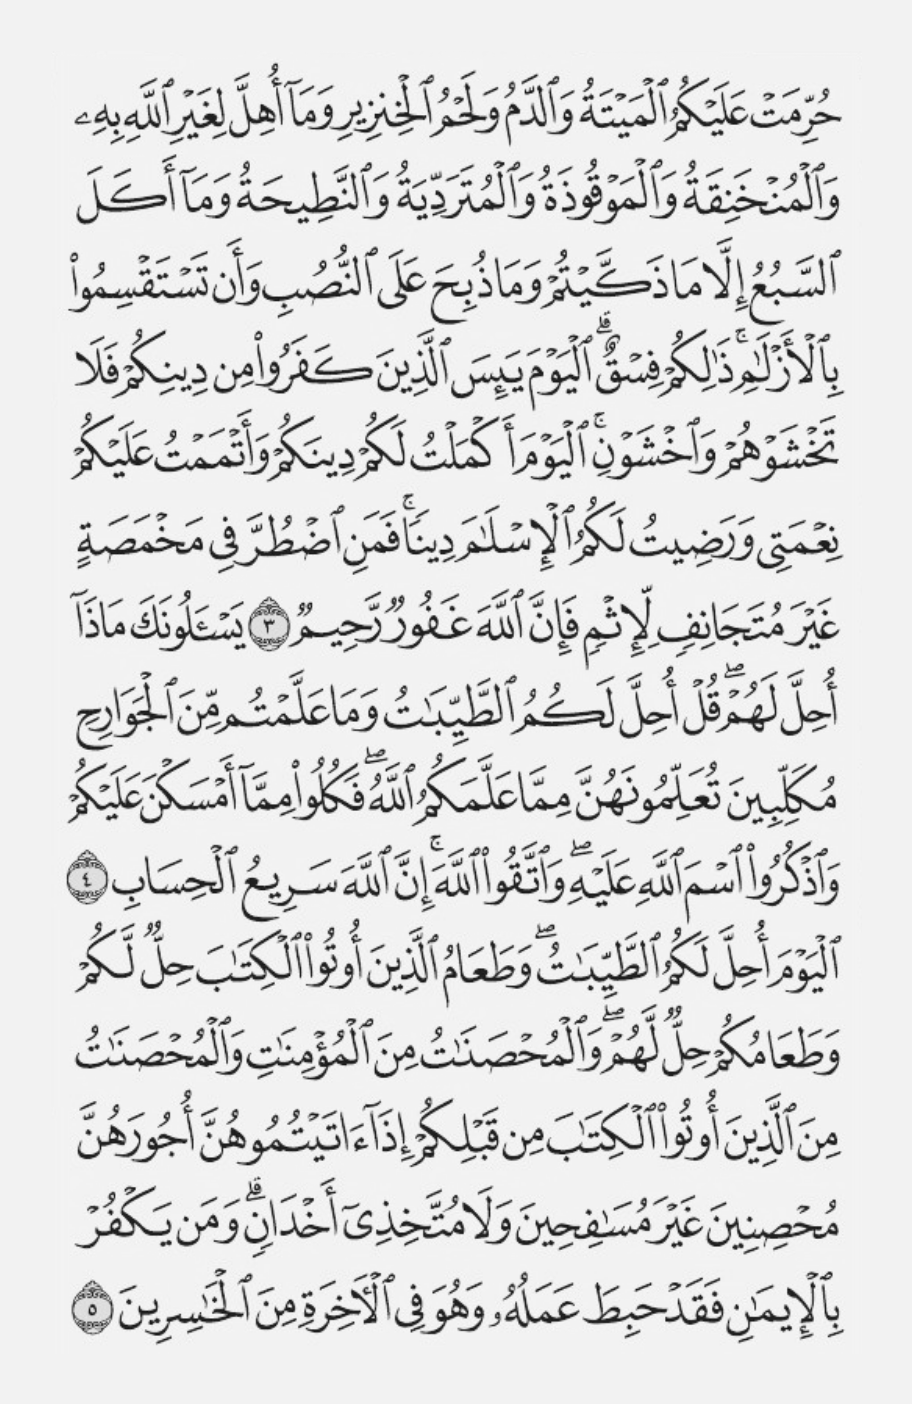 حُرِّمَتْ عَلَيْكُمُ ٱلْمَيْتَةُ وَٱلدَّمُ وَلَحْمُ ٱلْخِنزِيرِ وَمَآ أُهِلَّ لِغَيْرِ ٱللَّهِ بِهِۦ
وَٱلْمُنْخَنِقَةُ وَٱلْمَوْقُوذَةُ وَٱلْمُتَرَدِّيَةُ وَٱلنَّطِيحَةُ وَمَآ أَكَلَ
ٱلسَّبُعُ إِلَّا مَا ذَكَّيْتُمْ وَمَا ذُبِحَ عَلَى ٱلنُّصُبِ وَأَن تَسْتَقْسِمُوا۟
بِٱلْأَزْلَٰمِ ۚ ذَٰلِكُمْ فِسْقٌ ۗ ٱلْيَوْمَ يَئِسَ ٱلَّذِينَ كَفَرُوا۟ مِن دِينِكُمْ فَلَا
تَخْشَوْهُمْ وَٱخْشَوْنِ ۚ ٱلْيَوْمَ أَكْمَلْتُ لَكُمْ دِينَكُمْ وَأَتْمَمْتُ عَلَيْكُمْ
نِعْمَتِى وَرَضِيتُ لَكُمُ ٱلْإِسْلَٰمَ دِينًا ۚ فَمَنِ ٱضْطُرَّ فِى مَخْمَصَةٍ
غَيْرَ مُتَجَانِفٍ لِّإِثْمٍ فَإِنَّ ٱللَّهَ غَفُورٌ رَّحِيمٌ ٣ يَسْـَٔلُونَكَ مَاذَآ
أُحِلَّ لَهُمْ ۖ قُلْ أُحِلَّ لَكُمُ ٱلطَّيِّبَٰتُ وَمَا عَلَّمْتُم مِّنَ ٱلْجَوَارِحِ
مُكَلِّبِينَ تُعَلِّمُونَهُنَّ مِمَّا عَلَّمَكُمُ ٱللَّهُ ۖ فَكُلُوا۟ مِمَّآ أَمْسَكْنَ عَلَيْكُمْ
وَٱذْكُرُوا۟ ٱسْمَ ٱللَّهِ عَلَيْهِ ۖ وَٱتَّقُوا۟ ٱللَّهَ ۚ إِنَّ ٱللَّهَ سَرِيعُ ٱلْحِسَابِ ٤
ٱلْيَوْمَ أُحِلَّ لَكُمُ ٱلطَّيِّبَٰتُ ۖ وَطَعَامُ ٱلَّذِينَ أُوتُوا۟ ٱلْكِتَٰبَ حِلٌّ لَّكُمْ
وَطَعَامُكُمْ حِلٌّ لَّهُمْ ۖ وَٱلْمُحْصَنَٰتُ مِنَ ٱلْمُؤْمِنَٰتِ وَٱلْمُحْصَنَٰتُ
مِنَ ٱلَّذِينَ أُوتُوا۟ ٱلْكِتَٰبَ مِن قَبْلِكُمْ إِذَآ ءَاتَيْتُمُوهُنَّ أُجُورَهُنَّ
مُحْصِنِينَ غَيْرَ مُسَٰفِحِينَ وَلَا مُتَّخِذِىٓ أَخْدَانٍ ۗ وَمَن يَكْفُرْ
بِٱلْإِيمَٰنِ فَقَدْ حَبِطَ عَمَلُهُۥ وَهُوَ فِى ٱلْـَٔاخِرَةِ مِنَ ٱلْخَٰسِرِينَ ٥